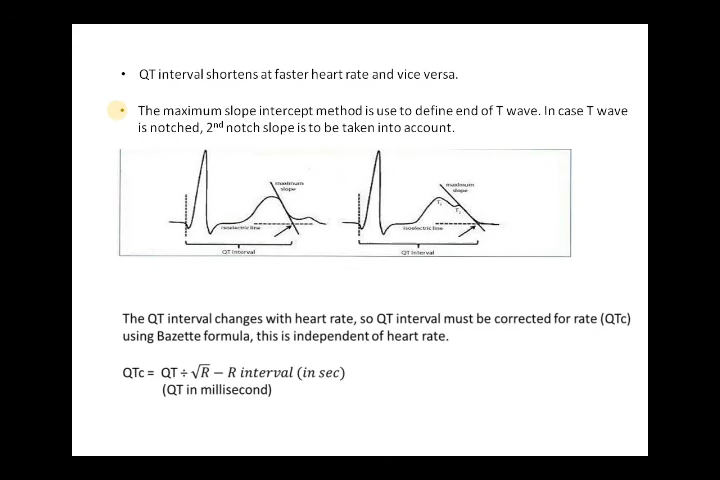 • QT interval shortens at faster heart rate and vice versa.
• The maximum slope intercept method is use to define end of T wave. In case T wave
is notched, 2nd notch slope is to be taken into account.
maximum
slope
isoelectric line
QT Interval
maximum
slope
T1
T2
isoelectric line
QT Interval
The QT interval changes with heart rate, so QT interval must be corrected for rate (QTc)
using Bazette formula, this is independent of heart rate.
QTc = QT ÷ √R − R interval (in sec)
(QT in millisecond)